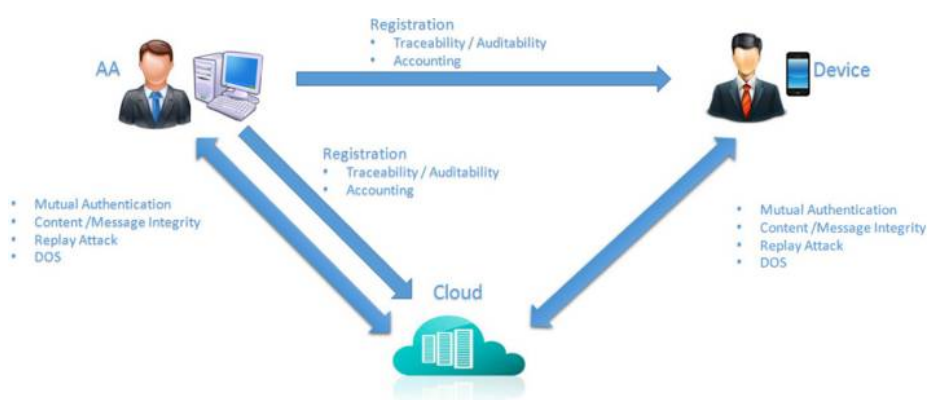 Registration
• Traceability / Auditability
• Accounting
AA
Device
Registration
• Traceability / Auditability
• Accounting
• Mutual Authentication
• Content /Message Integrity
• Replay Attack
• DOS
• Mutual Authentication
• Content /Message Integrity
• Replay Attack
• DOS
Cloud